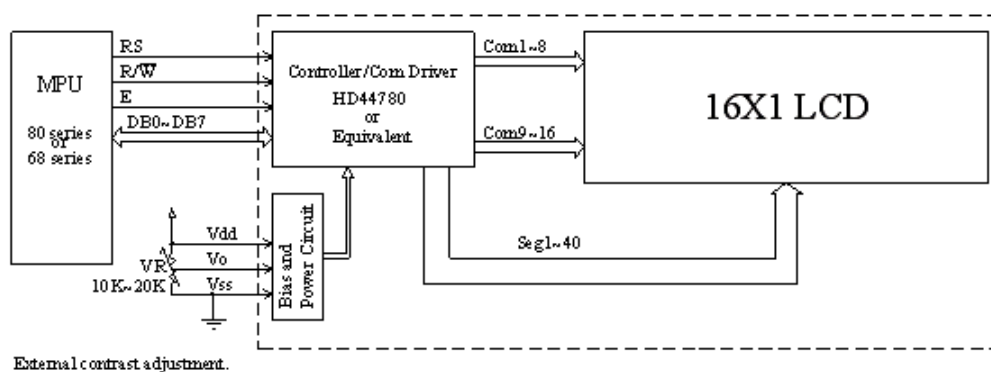 MPU
80 series
or
68 series
RS
R/W
E
DB0~DB7
Controller/Com Driver
HD44780
or
Equivalent
Com1~8
Com9~16
16X1 LCD
Seg1~40
Vdd
Vo
Vss
VR
10K~20K
Bias and
Power Circuit
External contrast adjustment.